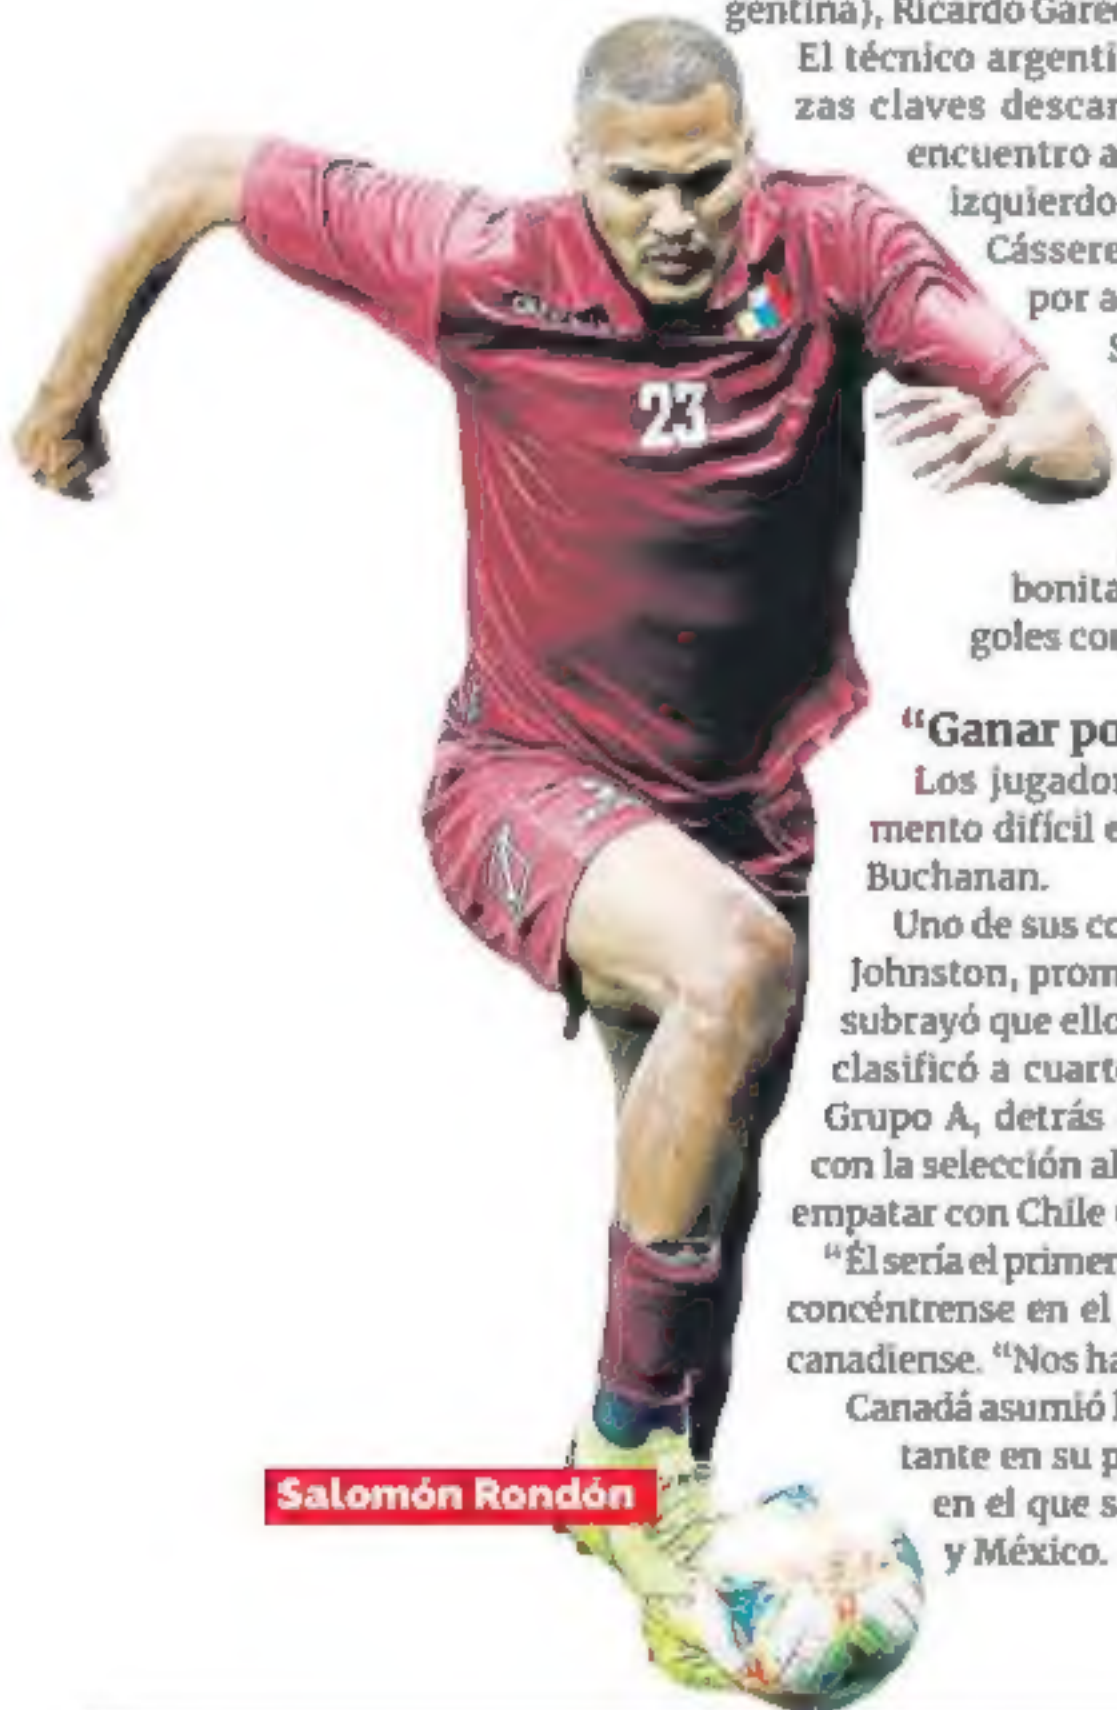 gentina), Ricardo Gare
El técnico argenti
zas claves descar
encuentro a
izquierdo
Cássere
por a
S
bonita
goles co
“Ganar po
Los jugador
mento difícil e
Buchanan.
Uno de sus co
Johnston, prom
subrayó que ello
clasificó a cuart
Grupo A, detrás
con la selección al
empatar con Chile
“Él sería el primer
concéntrense en el
canadiense. “Nos ha
Canadá asumió l
tante en su p
en el que s
y México.
23
Salomón Rondón